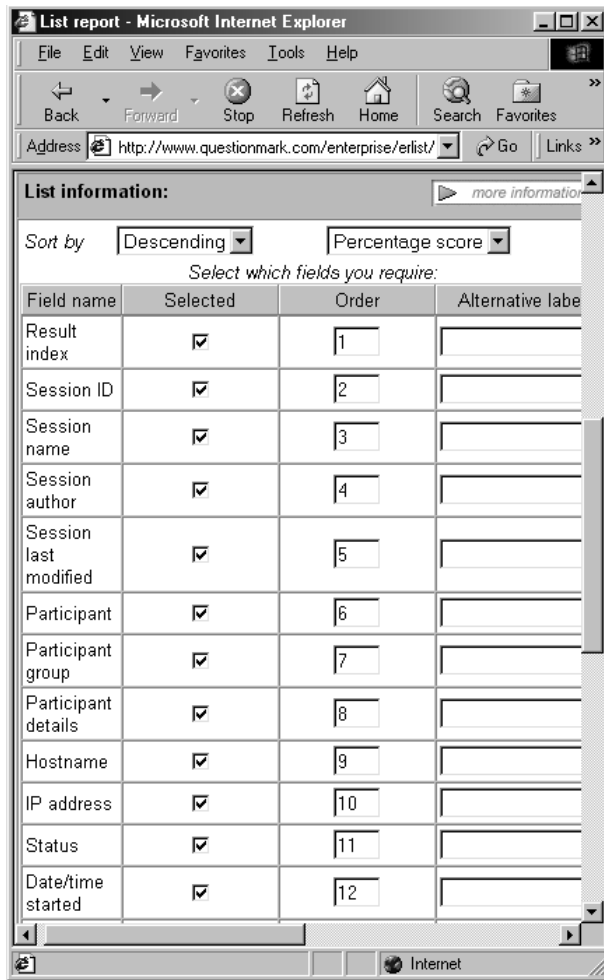 List report - Microsoft Internet Explorer
File Edit View Favorites Tools Help
Back Forward Stop Refresh Home Search Favorites »
Address http://www.questionmark.com/enterprise/erlist/ Go Links »
List information: more information
Sort by Descending Percentage score
Select which fields you require:
Field name Selected Order Alternative labe
Result
index 1
Session ID 2
Session
name 3
Session
author 4
Session
last
modified 5
Participant 6
Participant
group 7
Participant
details 8
Hostname 9
IP address 10
Status 11
Date/time
started 12
Internet